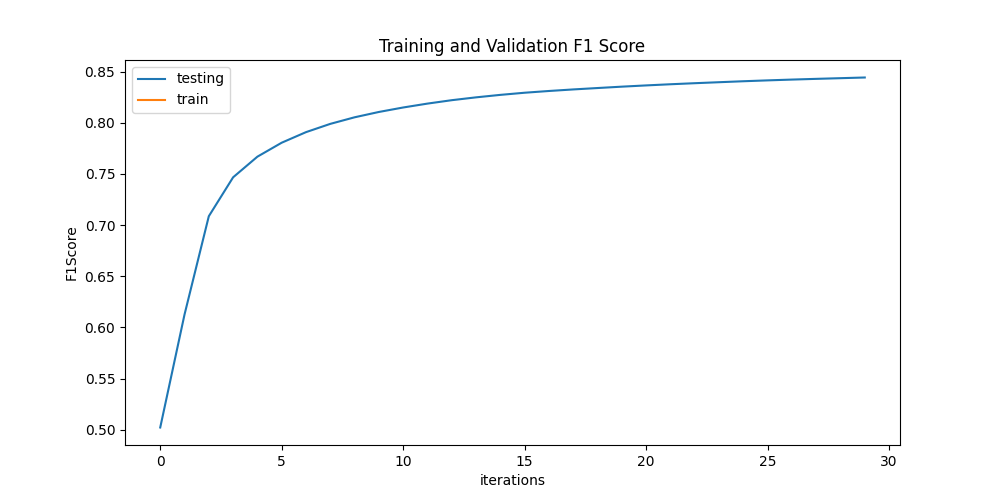 Training and Validation F1 Score
testing
train
0.85
0.80
0.75
0.70
0.65
0.60
0.55
0.50
F1Score
0 5 10 15 20 25 30
iterations